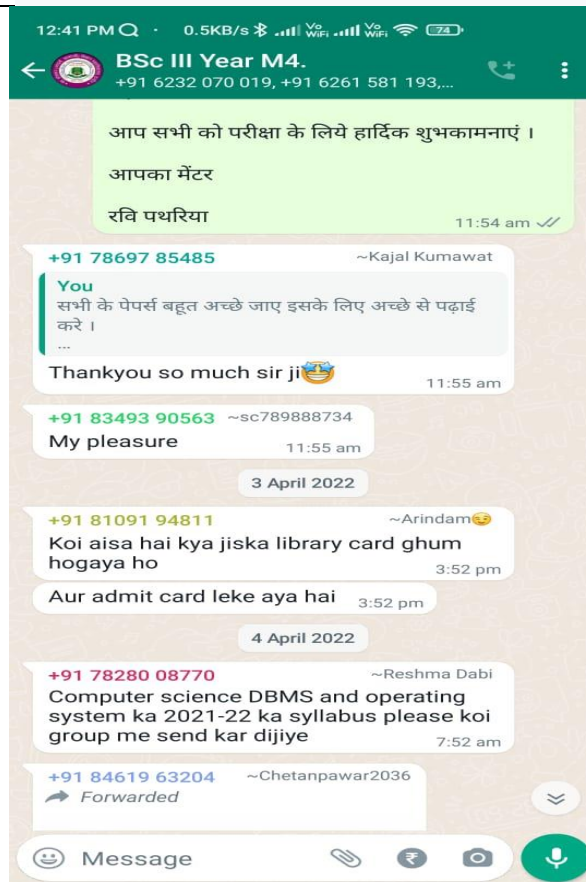 12:41 PM 0.5KB/s Vo WiFi Vo WiFi 74
BSc III Year M4.
+91 6232 070 019, +91 6261 581 193,...
आप सभी को परीक्षा के लिये हार्दिक शुभकामनाएं ।
आपका मेंटर
रवि पथरिया
11:54 am
+91 78697 85485 ~Kajal Kumawat
You
सभी के पेपर्स बहूत अच्छे जाए इसके लिए अच्छे से पढ़ाई
करे ।
...
Thankyou so much sir ji🤩
11:55 am
+91 83493 90563 ~sc789888734
My pleasure
11:55 am
3 April 2022
+91 81091 94811 ~Arindam😉
Koi aisa hai kya jiska library card ghum
hogaya ho
3:52 pm
Aur admit card leke aya hai 3:52 pm
4 April 2022
+91 78280 08770 ~Reshma Dabi
Computer science DBMS and operating
system ka 2021-22 ka syllabus please koi
group me send kar dijiye
7:52 am
+91 84619 63204 ~Chetanpawar2036
Forwarded
Message